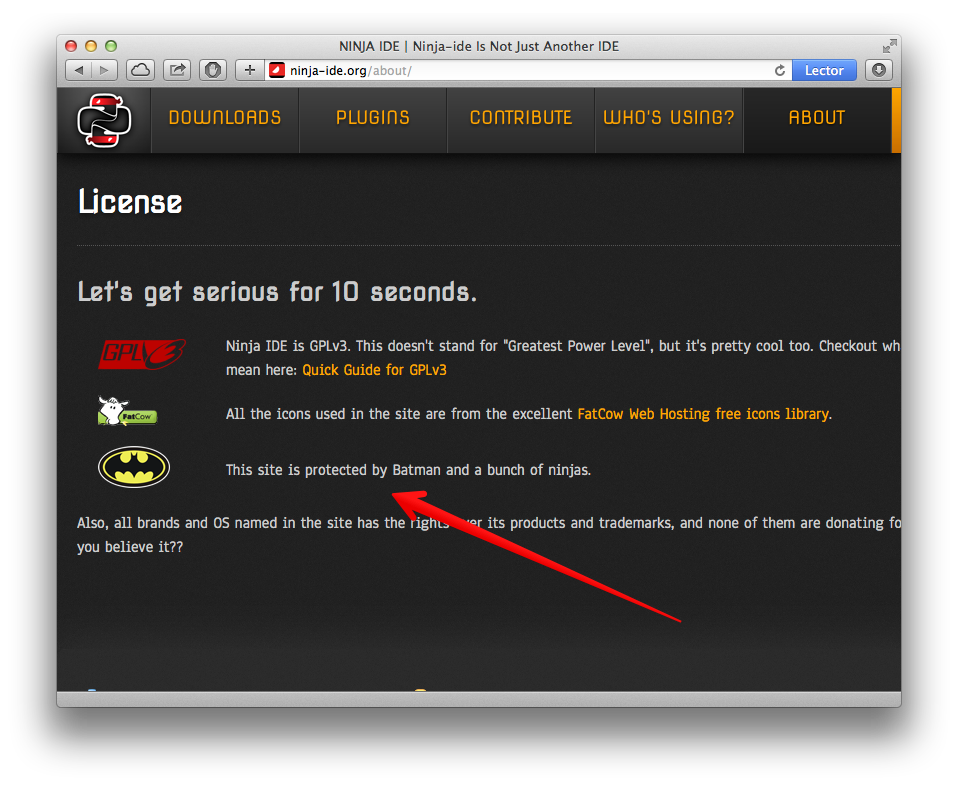 NINJA IDE | Ninja-ide Is Not Just Another IDE
ninja-ide.org/about/
Lector
DOWNLOADS
PLUGINS
CONTRIBUTE
WHO'S USING?
ABOUT
License
Let's get serious for 10 seconds.
GPLv3
Ninja IDE is GPLv3. This doesn't stand for "Greatest Power Level", but it's pretty cool too. Checkout wh
mean here: Quick Guide for GPLv3
FatCow
All the icons used in the site are from the excellent FatCow Web Hosting free icons library.
This site is protected by Batman and a bunch of ninjas.
Also, all brands and OS named in the site has the rights over its products and trademarks, and none of them are donating fo
you believe it??